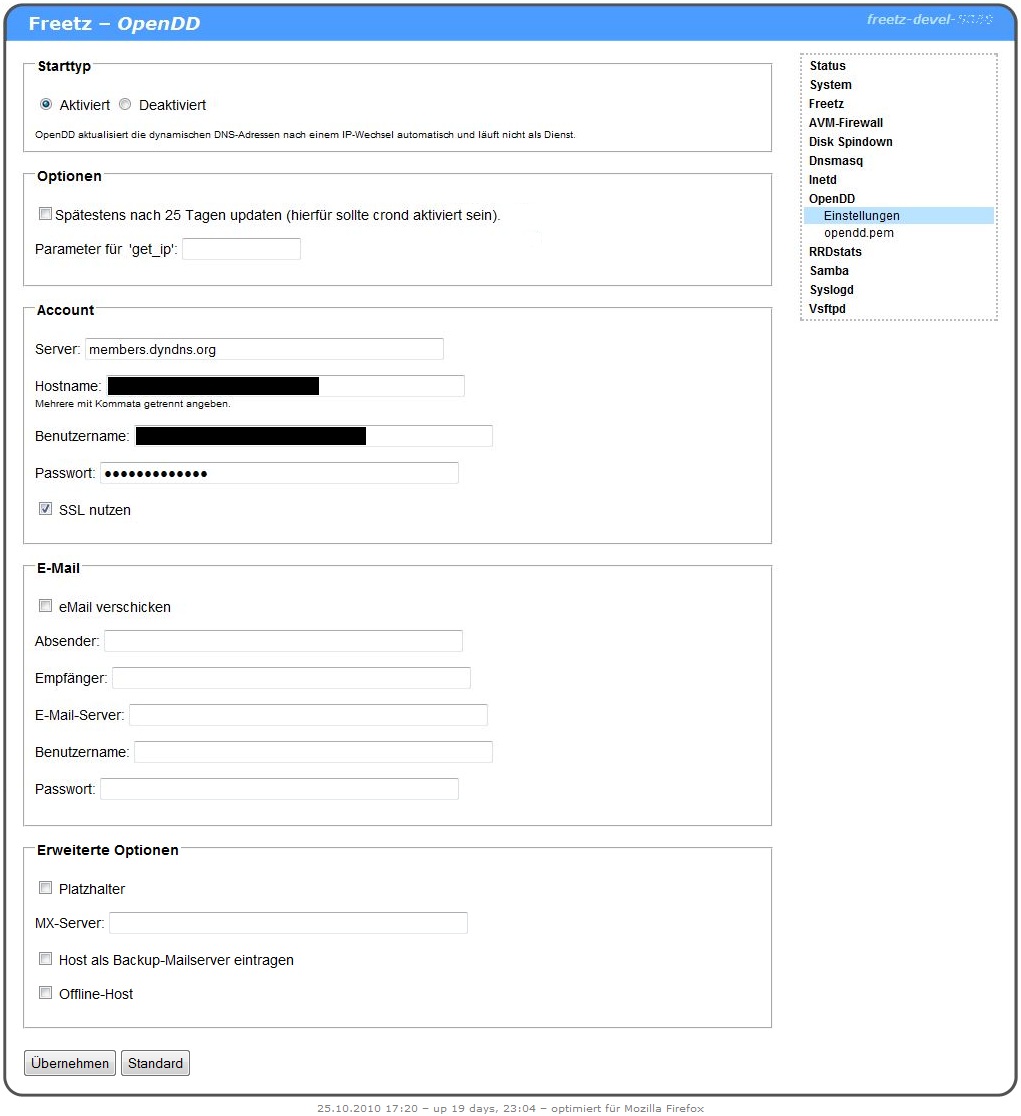 Freetz – OpenDD
freetz-devel-
Starttyp
Aktiviert Deaktiviert
OpenDD aktualisiert die dynamischen DNS-Adressen nach einem IP-Wechsel automatisch und läuft nicht als Dienst.
Optionen
Spätestens nach 25 Tagen updaten (hierfür sollte crond aktiviert sein).
Parameter für 'get_ip':
Account
Server: members.dyndns.org
Hostname:
Mehrere mit Kommata getrennt angeben.
Benutzername:
Passwort: •••••••••••••
SSL nutzen
E-Mail
eMail verschicken
Absender:
Empfänger:
E-Mail-Server:
Benutzername:
Passwort:
Erweiterte Optionen
Platzhalter
MX-Server:
Host als Backup-Mailserver eintragen
Offline-Host
Übernehmen Standard
Status
System
Freetz
AVM-Firewall
Disk Spindown
Dnsmasq
Inetd
OpenDD
Einstellungen
opendd.pem
RRDstats
Samba
Syslogd
Vsftpd
25.10.2010 17:20 – up 19 days, 23:04 – optimiert für Mozilla Firefox